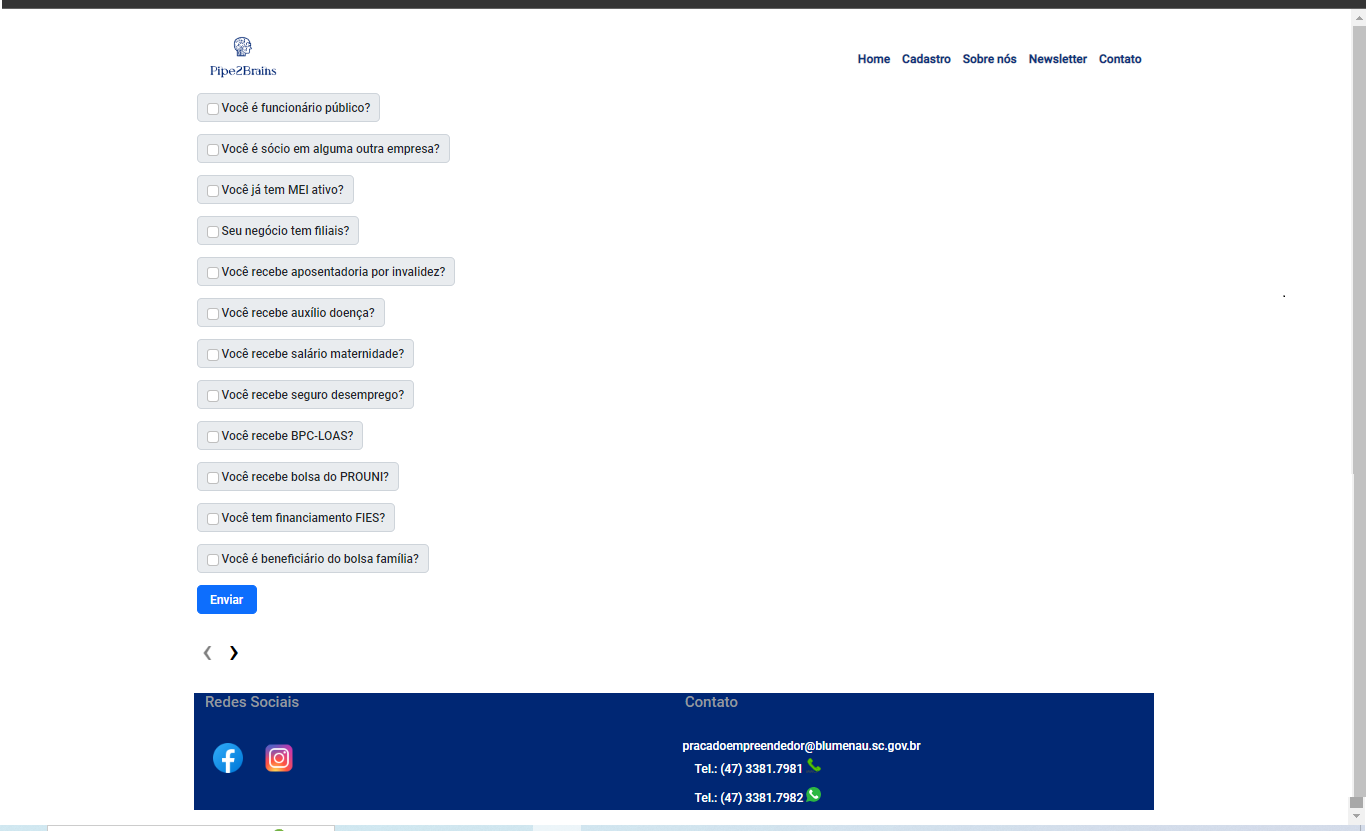 Pipe2Brains
Home Cadastro Sobre nós Newsletter Contato
Você é funcionário público?
Você é sócio em alguma outra empresa?
Você já tem MEI ativo?
Seu negócio tem filiais?
Você recebe aposentadoria por invalidez?
Você recebe auxílio doença?
Você recebe salário maternidade?
Você recebe seguro desemprego?
Você recebe BPC-LOAS?
Você recebe bolsa do PROUNI?
Você tem financiamento FIES?
Você é beneficiário do bolsa família?
Enviar
❮ ❯
Redes Sociais Contato
pracadoempreendedor@blumenau.sc.gov.br
Tel.: (47) 3381.7981
Tel.: (47) 3381.7982